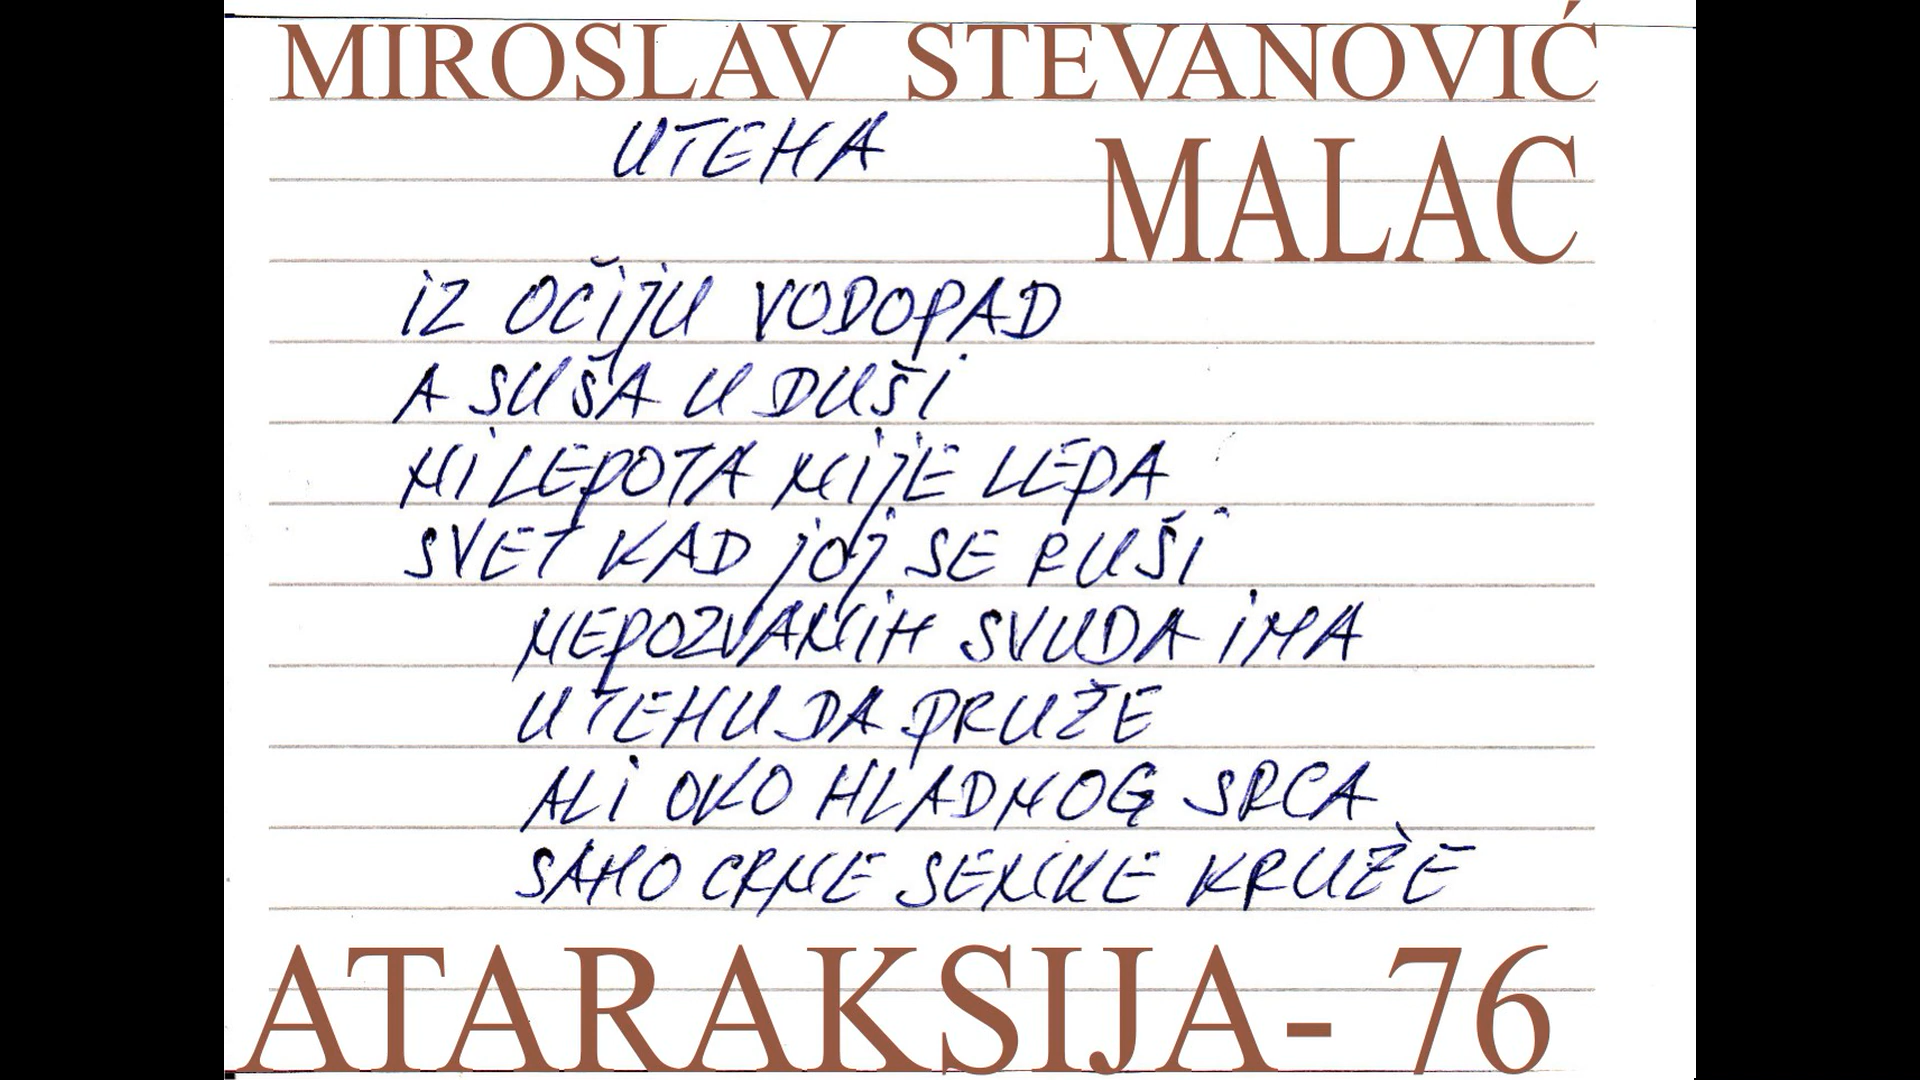 MIROSLAV STEVANOVIĆ
UTEHA
MALAC
IZ OČIJU VODOPAD
A SUŠA U DUŠI
NI LEPOTA NIJE LEPA
SVET KAD JOJ SE RUŠI
NEPOZVANIH SVUDA IMA
UTEHU DA PRUŽE
ALI OKO HLADNOG SRCA
SAMO CRNE SENKE KRUŽE
ATARAKSIJA- 76